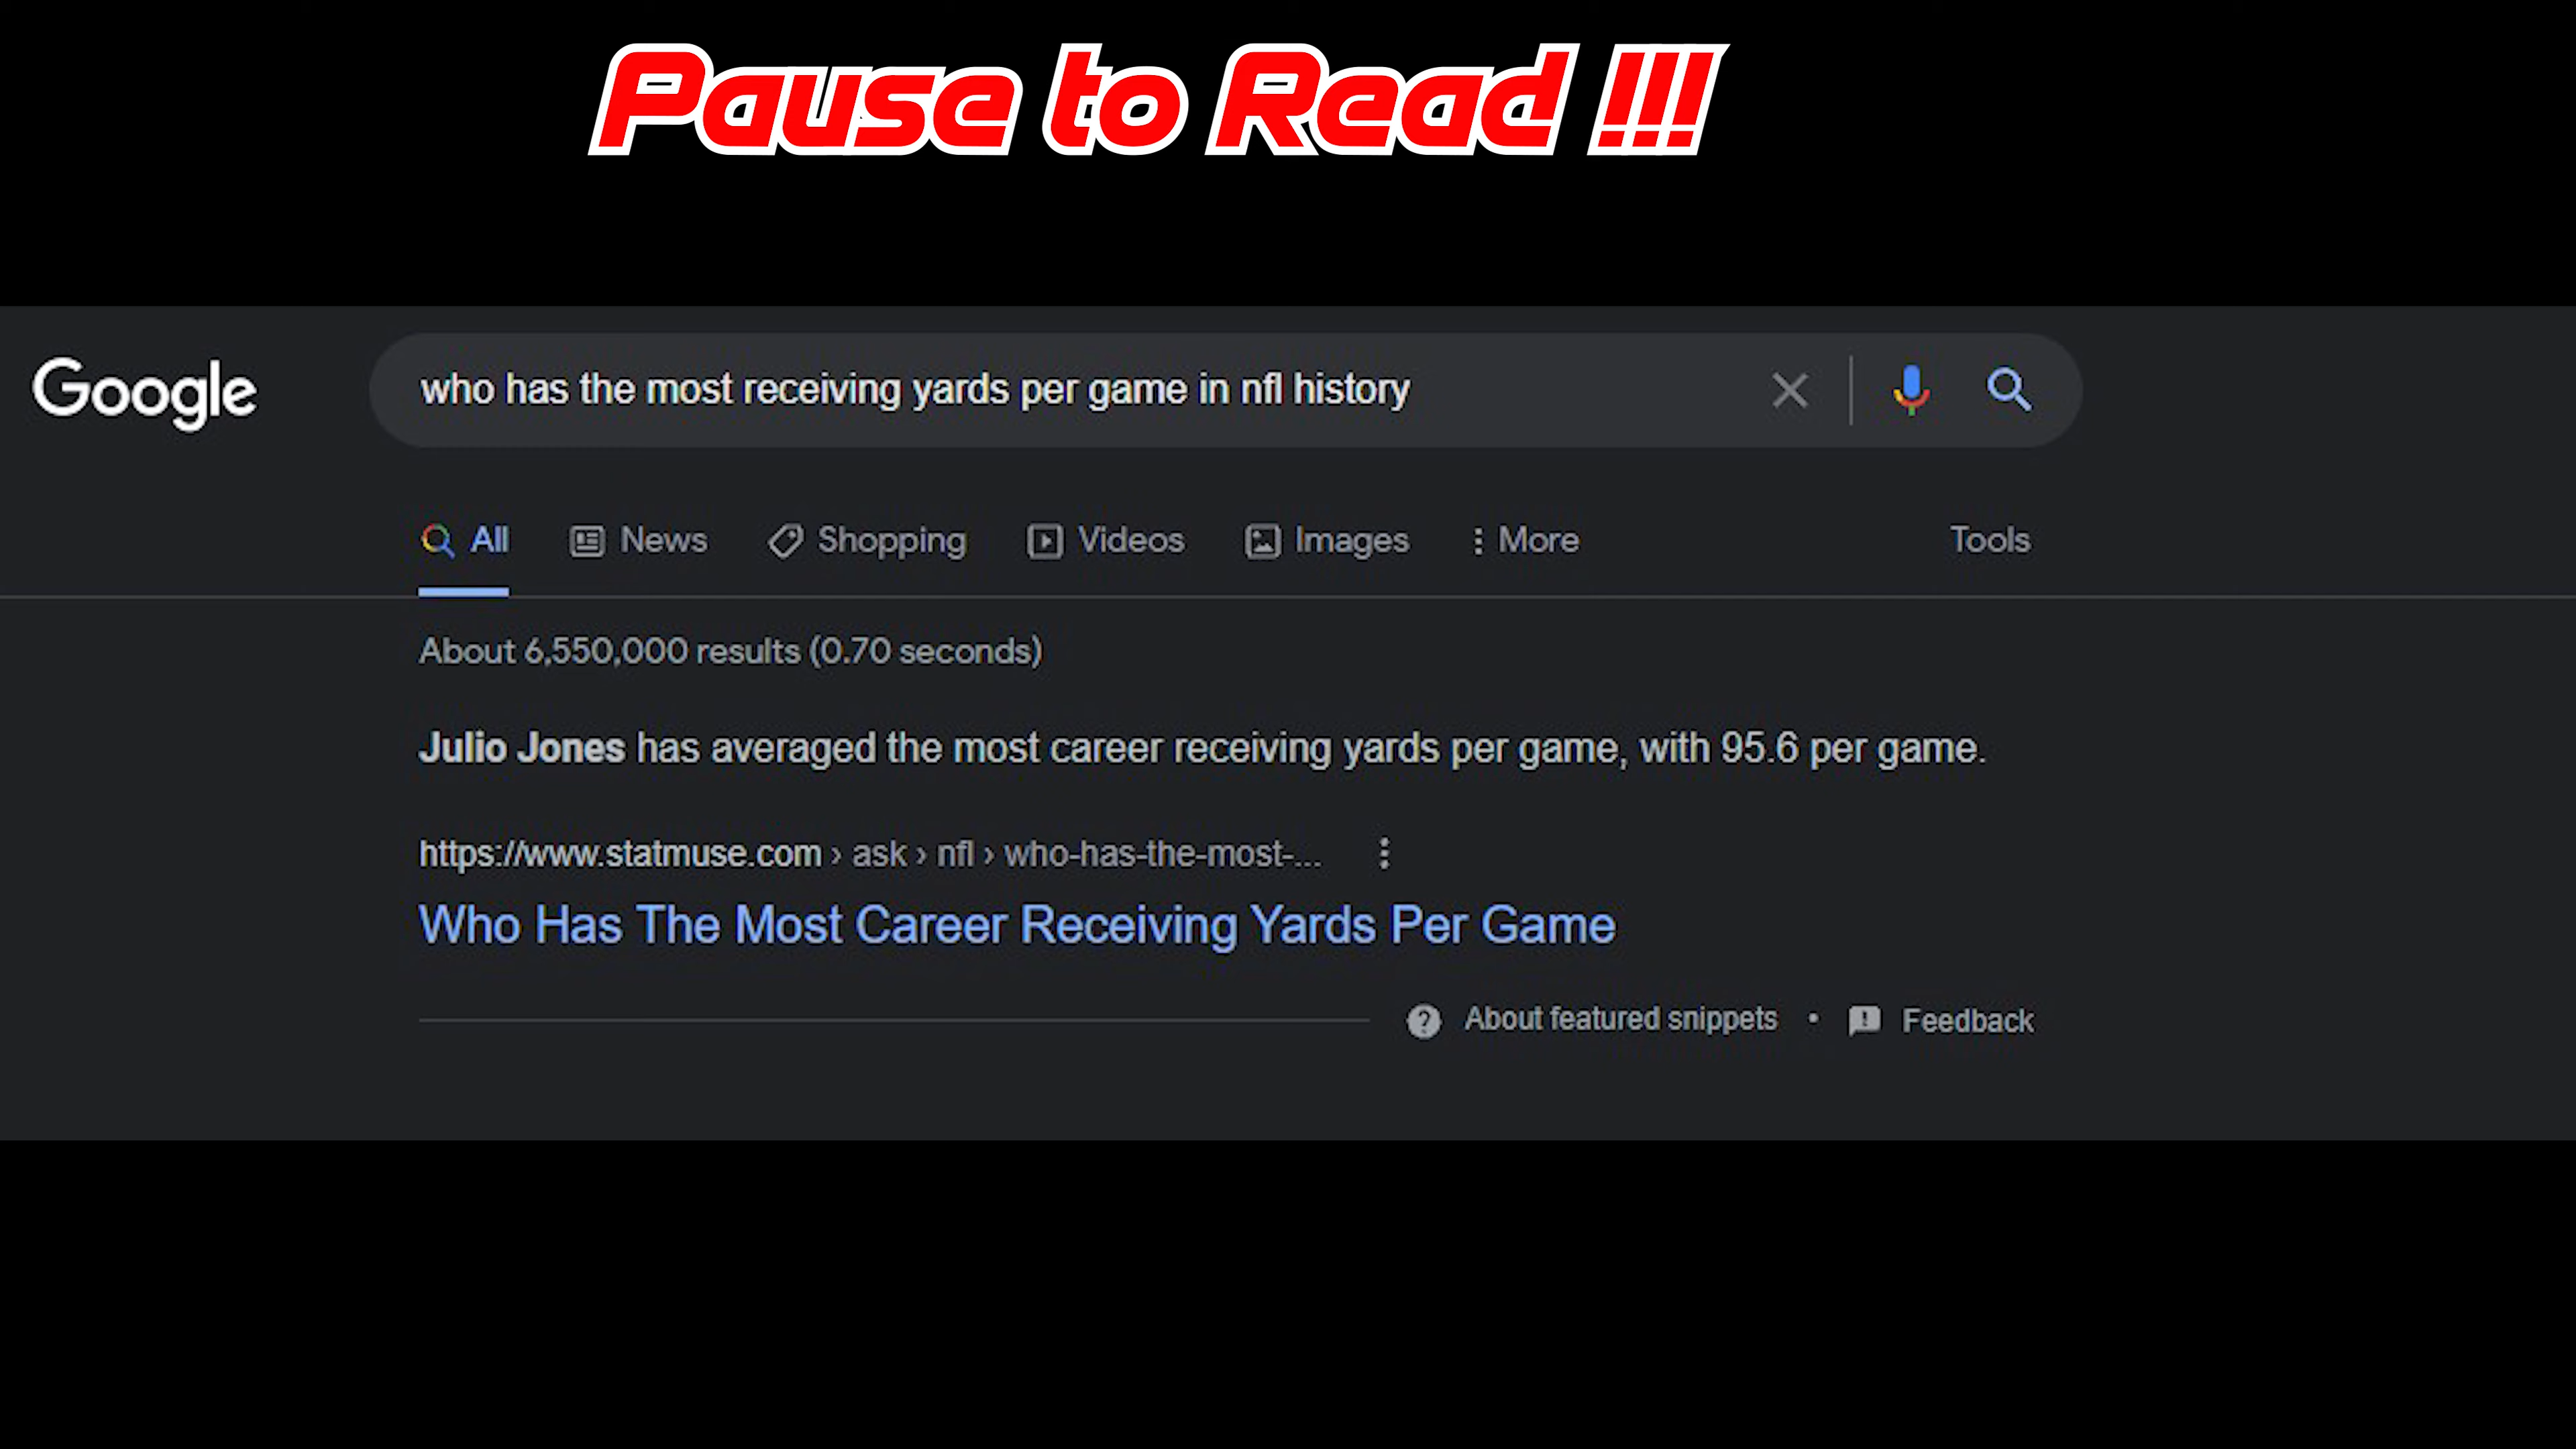 Pause to Read !!!
Google
who has the most receiving yards per game in nfl history
All News Shopping Videos Images More Tools
About 6,550,000 results (0.70 seconds)
Julio Jones has averaged the most career receiving yards per game, with 95.6 per game.
https://www.statmuse.com › ask › nfl › who-has-the-most-...
Who Has The Most Career Receiving Yards Per Game
About featured snippets • Feedback